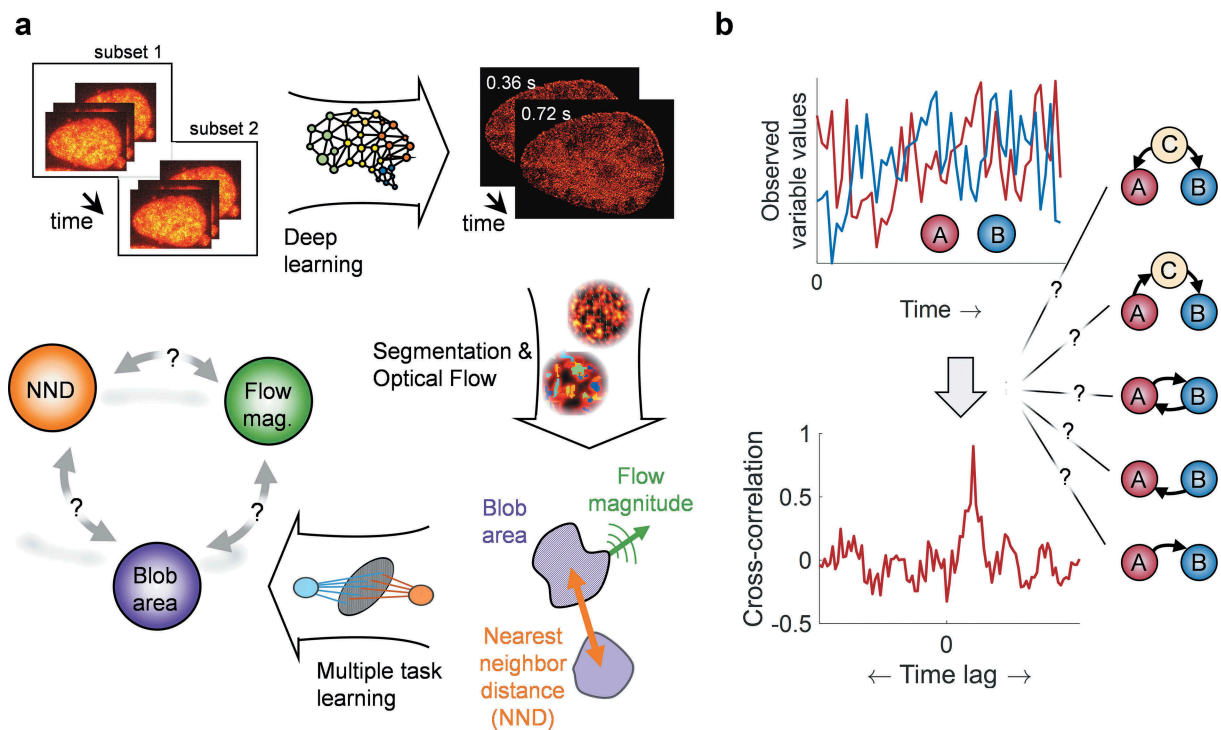 a
subset 1
subset 2
time
Deep
learning
0.36 s
0.72 s
time
Segmentation &
Optical Flow
NND
?
Flow
mag.
?
?
Blob
area
Multiple task
learning
Blob
area
Flow
magnitude
Nearest
neighbor
distance
(NND)
b
Observed
variable values
A
B
0
Time →
Cross-correlation
1
0.5
0
-0.5
0
← Time lag →
?
?
?
?
?
C
A
B
C
A
B
A
B
A
B
A
B